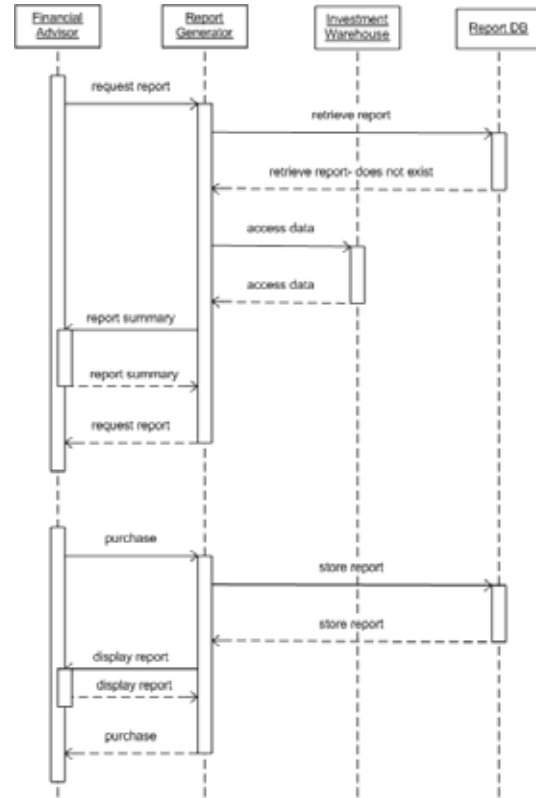 Financial
Advisor
Report
Generator
Investment
Warehouse
Report DB
request report
retrieve report
retrieve report- does not exist
access data
access data
report summary
report summary
request report
purchase
store report
store report
display report
display report
purchase